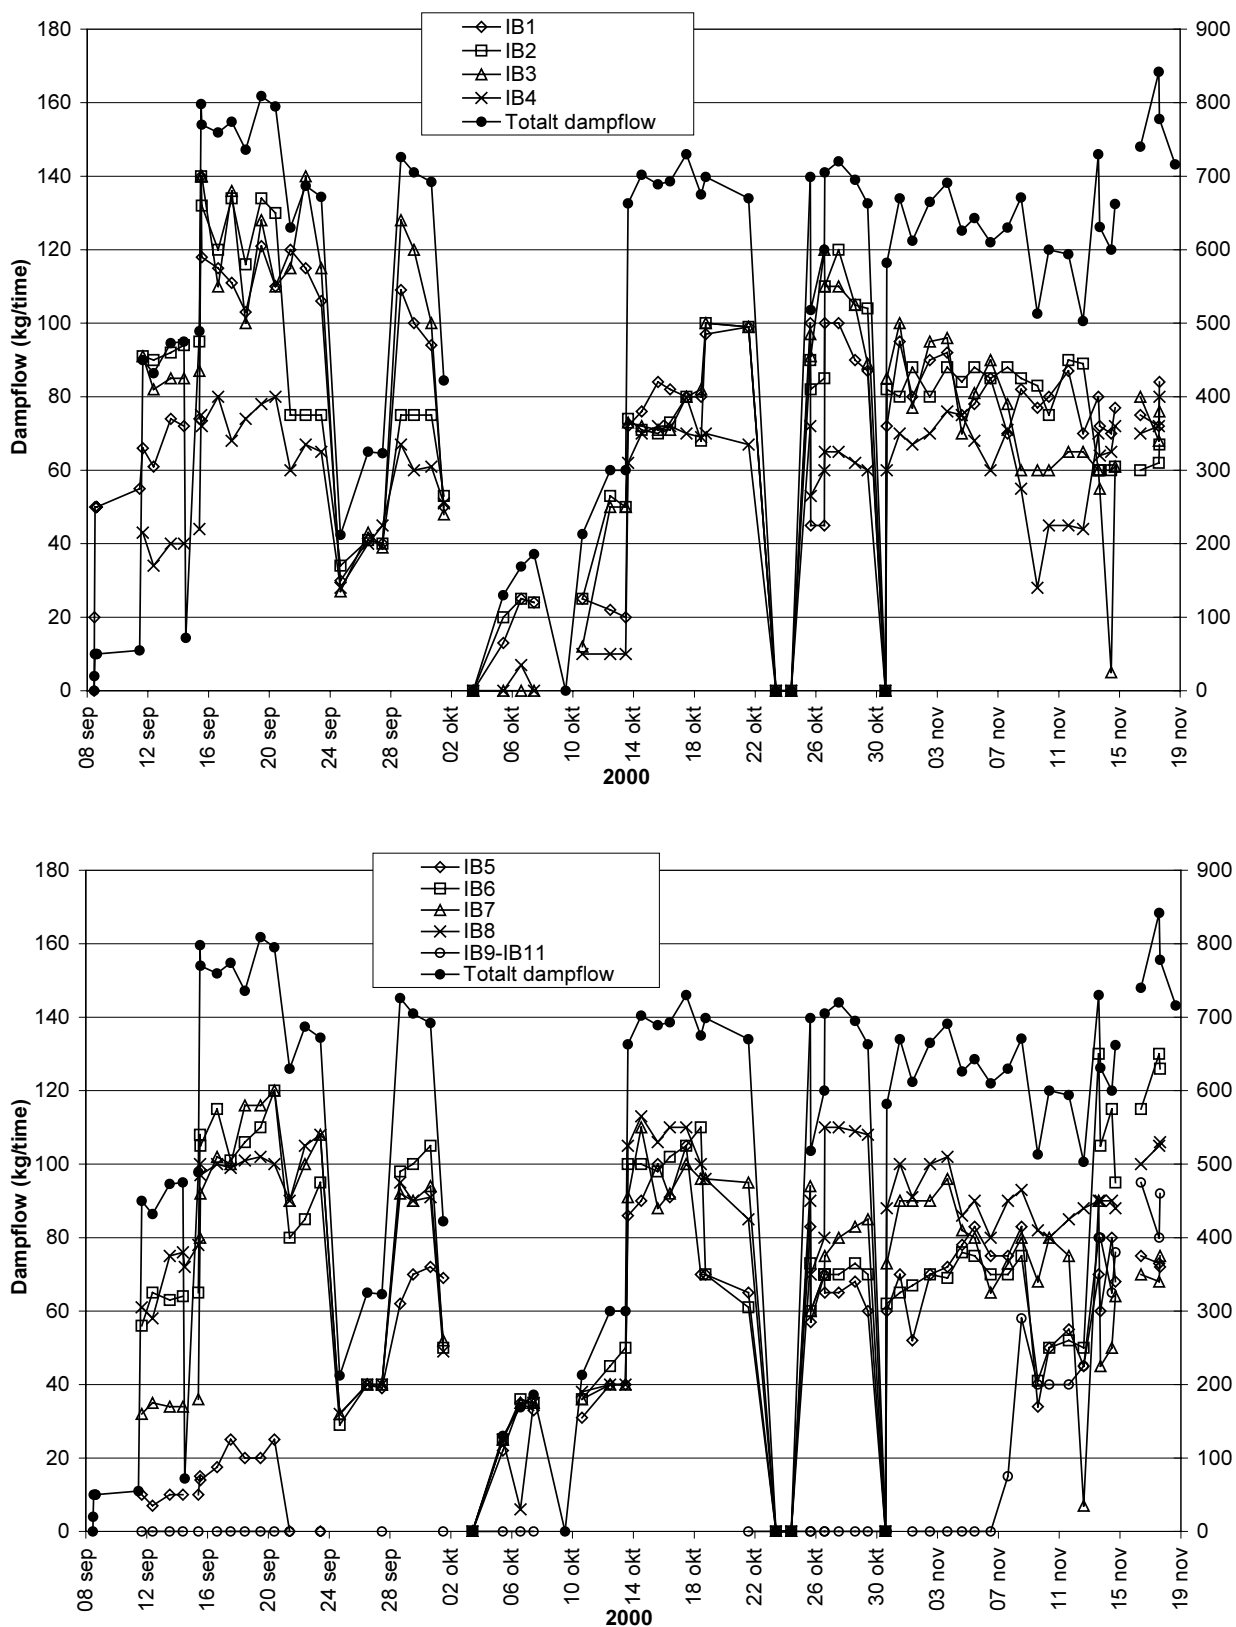 IB1
IB2
IB3
IB4
Totalt dampflow
180
160
140
120
100
80
60
40
20
0
Dampflow (kg/time)
900
800
700
600
500
400
300
200
100
0
08 sep
12 sep
16 sep
20 sep
24 sep
28 sep
02 okt
06 okt
10 okt
14 okt
18 okt
22 okt
26 okt
30 okt
03 nov
07 nov
11 nov
15 nov
19 nov
2000
IB5
IB6
IB7
IB8
IB9-IB11
Totalt dampflow
180
160
140
120
100
80
60
40
20
0
Dampflow (kg/time)
900
800
700
600
500
400
300
200
100
0
08 sep
12 sep
16 sep
20 sep
24 sep
28 sep
02 okt
06 okt
10 okt
14 okt
18 okt
22 okt
26 okt
30 okt
03 nov
07 nov
11 nov
15 nov
19 nov
2000